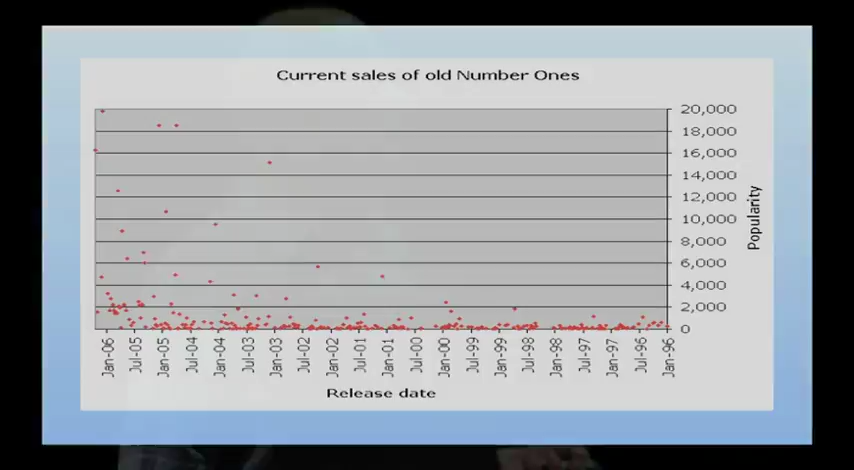 Current sales of old Number Ones
20,000
18,000
16,000
14,000
12,000
10,000
8,000
6,000
4,000
2,000
0
Popularity
Jan-06
Jul-05
Jan-05
Jul-04
Jan-04
Jul-03
Jan-03
Jul-02
Jan-02
Jul-01
Jan-01
Jul-00
Jan-00
Jul-99
Jan-99
Jul-98
Jan-98
Jul-97
Jan-97
Jul-96
Jan-96
Release date